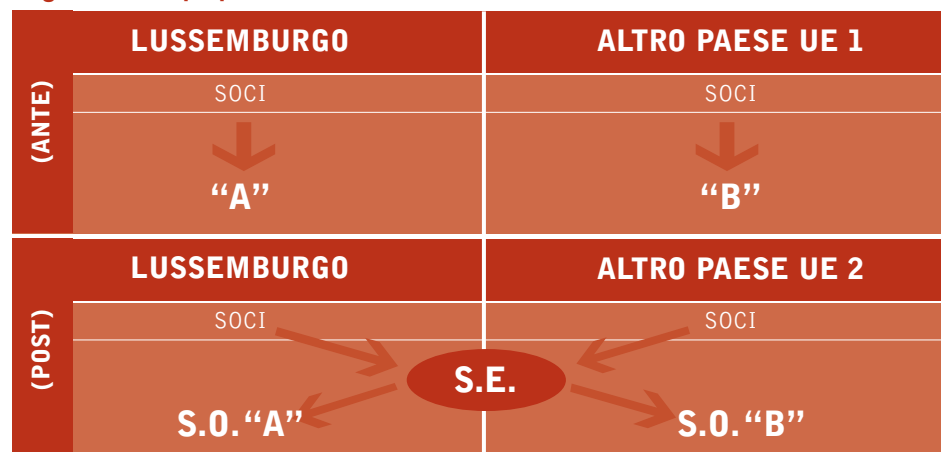 LUSSEMBURGO
ALTRO PAESE UE 1
(ANTE)
SOCI
SOCI
“A”
“B”
LUSSEMBURGO
ALTRO PAESE UE 2
(POST)
SOCI
SOCI
S.E.
S.O. “A”
S.O. “B”